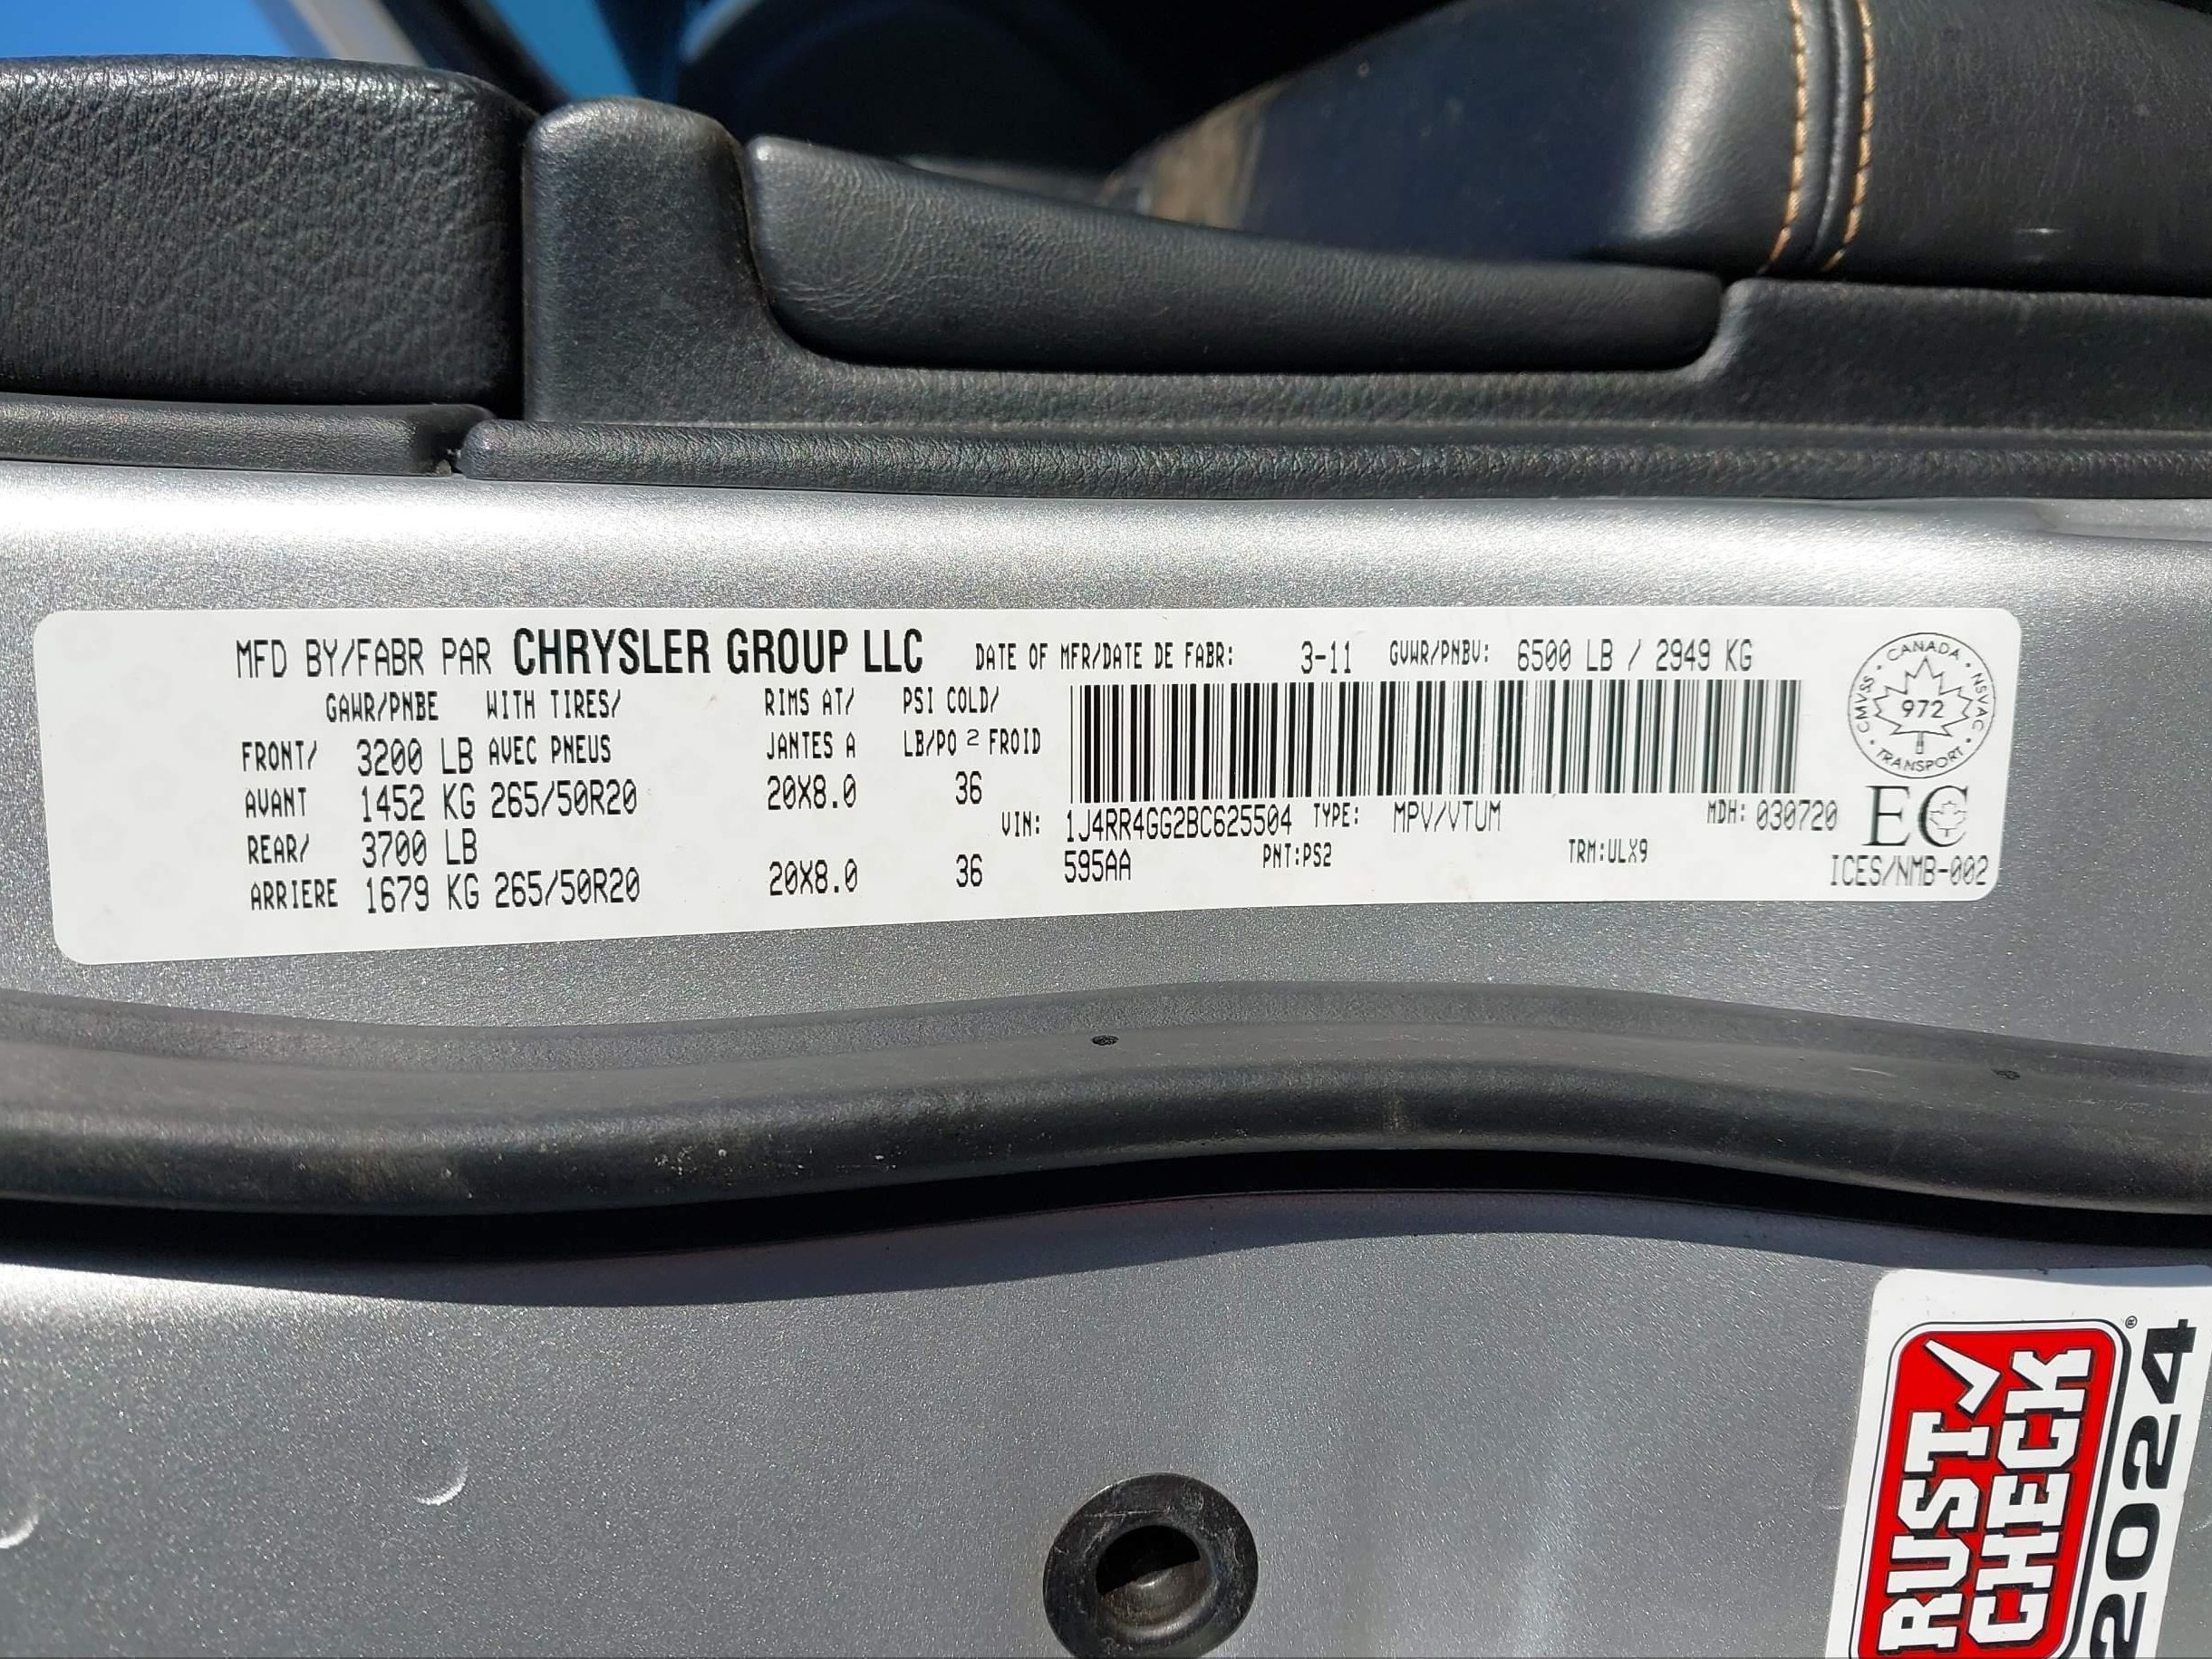 MFD BY/FABR PAR CHRYSLER GROUP LLC DATE OF MFR/DATE DE FABR: 3-11 GVWR/PNBV: 6500 LB / 2949 KG
GAWR/PNBE WITH TIRES/ RIMS AT/ PSI COLD/
FRONT/ 3200 LB AVEC PNEUS JANTES A LB/PO 2 FROID
AVANT 1452 KG 265/50R20 20X8.0 36
REAR/ 3700 LB
ARRIERE 1679 KG 265/50R20 20X8.0 36
VIN: 1J4RR4GG2BC625504 TYPE: MPV/VTUM MDH: 030720
595AA PNT:PS2 TRM:ULX9
CANADA
CMVSS 972 NSVAC
TRANSPORT
EC
ICES/NMB-002
RUST
CHECK
®
2024